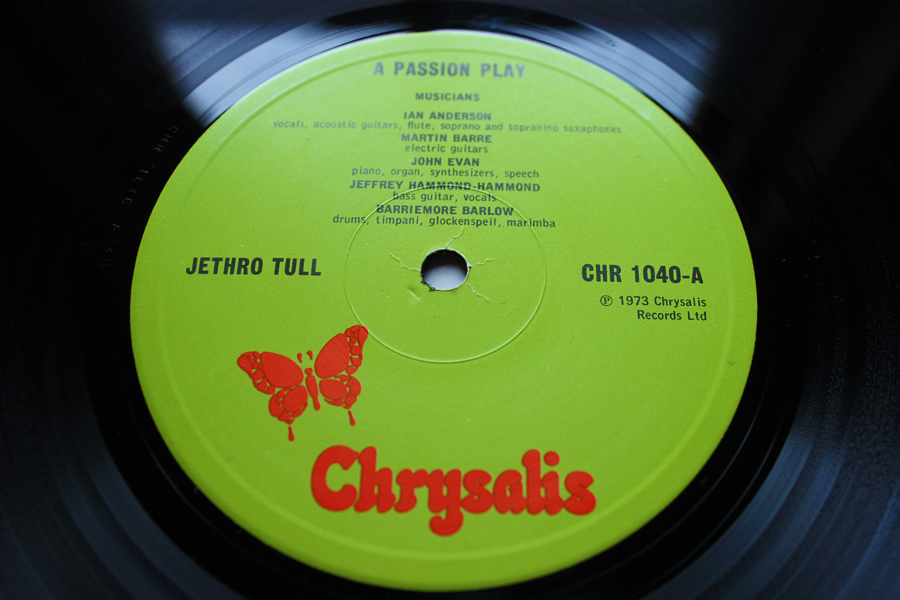 A PASSION PLAY
MUSICIANS
IAN ANDERSON
vocals, acoustic guitars, flute, soprano and sopranino saxaphones
MARTIN BARRE
electric guitars
JOHN EVAN
piano, organ, synthesizers, speech
JEFFREY HAMMOND-HAMMOND
bass guitar, vocals
BARRIEMORE BARLOW
drums, timpani, glockenspeil, marimba
JETHRO TULL
CHR 1040-A
℗ 1973 Chrysalis
Records Ltd
Chrysalis